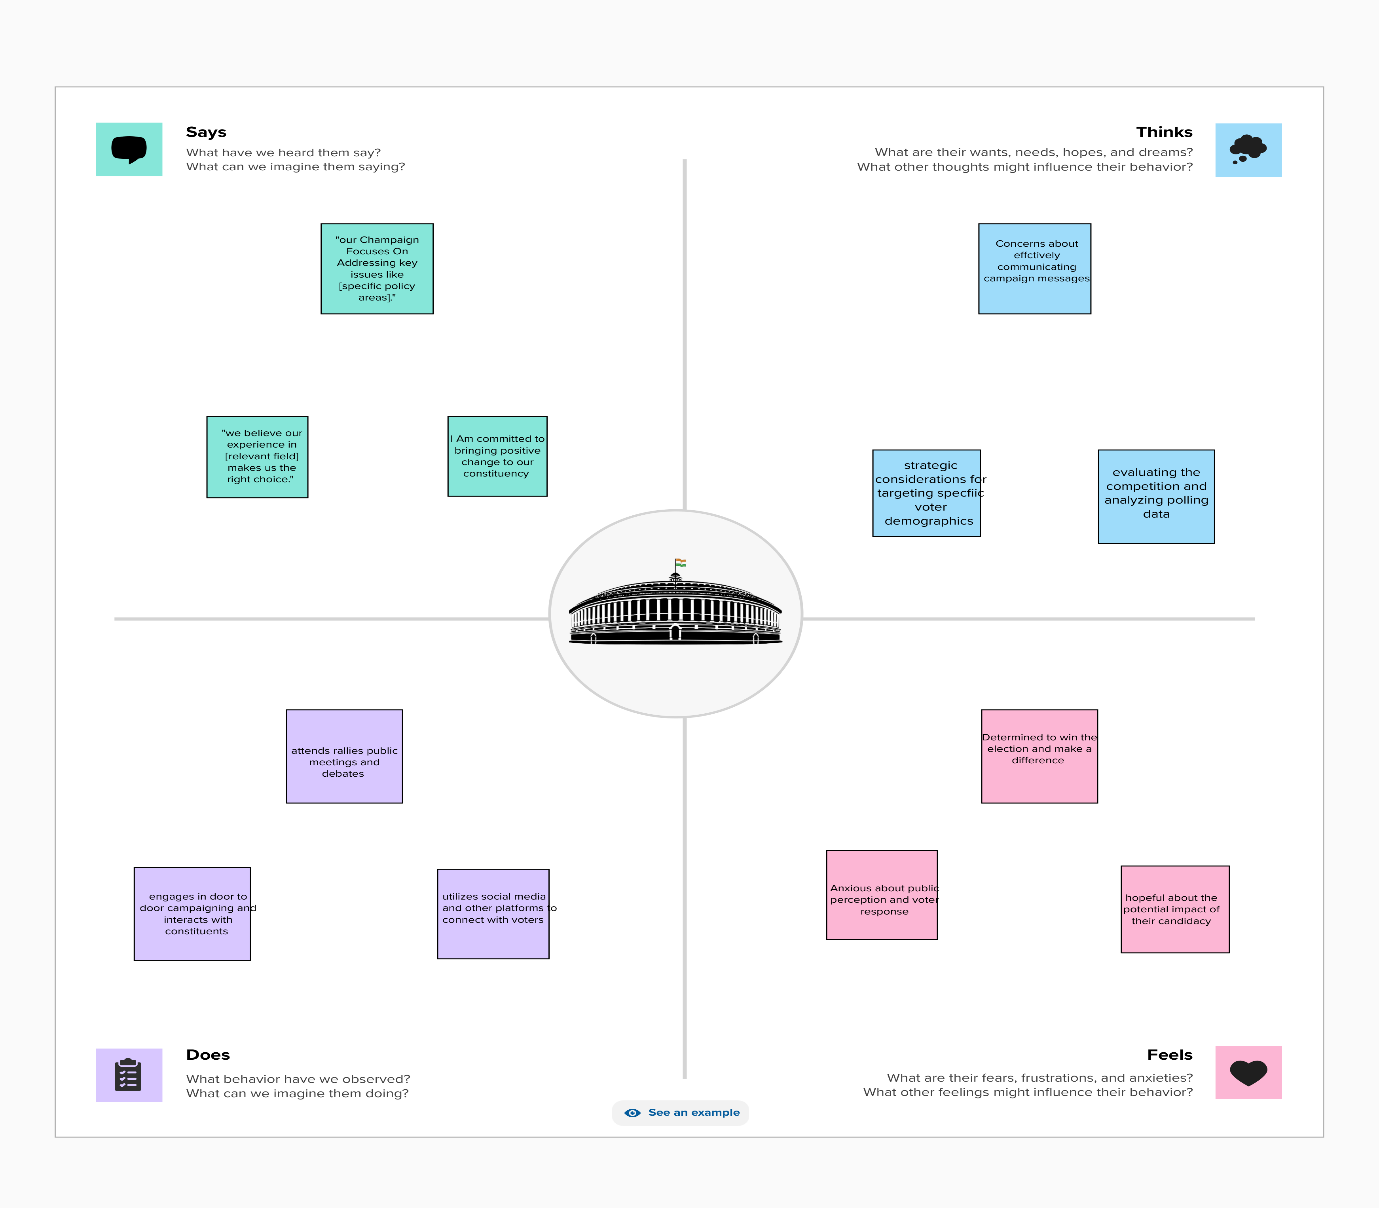 Says
What have we heard them say?
What can we imagine them saying?
Thinks
What are their wants, needs, hopes, and dreams?
What other thoughts might influence their behavior?
"our Champaign
Focuses On
Addressing key
issues like
[specific policy
areas]."
Concerns about
effctively
communicating
campaign messages
"we believe our
experience in
[relevant field]
makes us the
right choice."
I Am committed to
bringing positive
change to our
constituency
strategic
considerations for
targeting specfiic
voter
demographics
evaluating the
competition and
analyzing polling
data
attends rallies public
meetings and
debates
Determined to win the
election and make a
difference
engages in door to
door campaigning and
interacts with
constituents
utilizes social media
and other platforms to
connect with voters
Anxious about public
perception and voter
response
hopeful about the
potential impact of
their candidacy
Does
What behavior have we observed?
What can we imagine them doing?
Feels
What are their fears, frustrations, and anxieties?
What other feelings might influence their behavior?
See an example